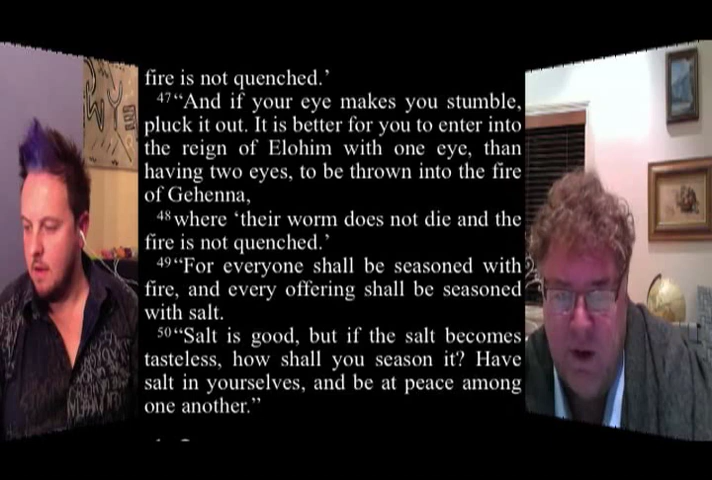 fire is not quenched.’
47“And if your eye makes you stumble,
pluck it out. It is better for you to enter into
the reign of Elohim with one eye, than
having two eyes, to be thrown into the fire
of Gehenna,
48where ‘their worm does not die and the
fire is not quenched.’
49“For everyone shall be seasoned with
fire, and every offering shall be seasoned
with salt.
50“Salt is good, but if the salt becomes
tasteless, how shall you season it? Have
salt in yourselves, and be at peace among
one another.”